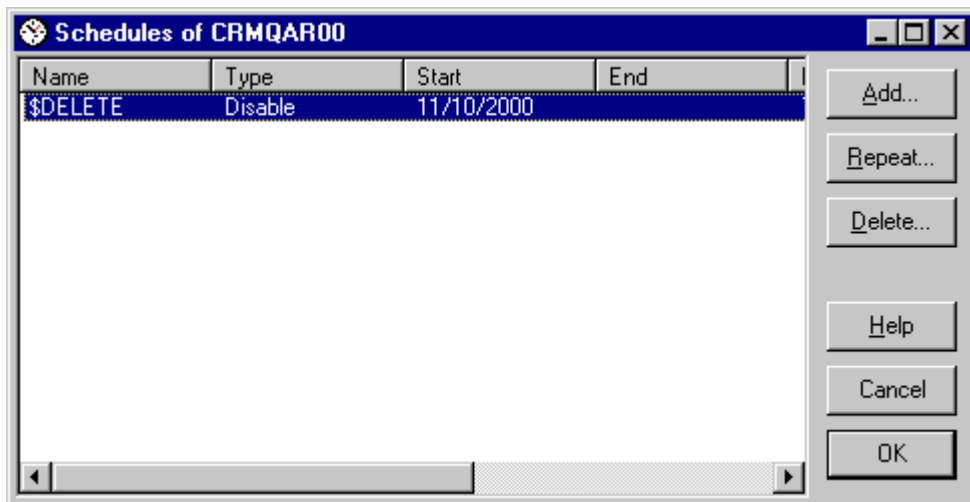 Schedules of CRMQAR00
Name Type Start End
$DELETE Disable 11/10/2000
Add...
Repeat...
Delete...
Help
Cancel
OK